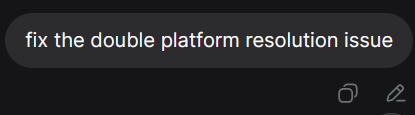 fix the double platform resolution issue